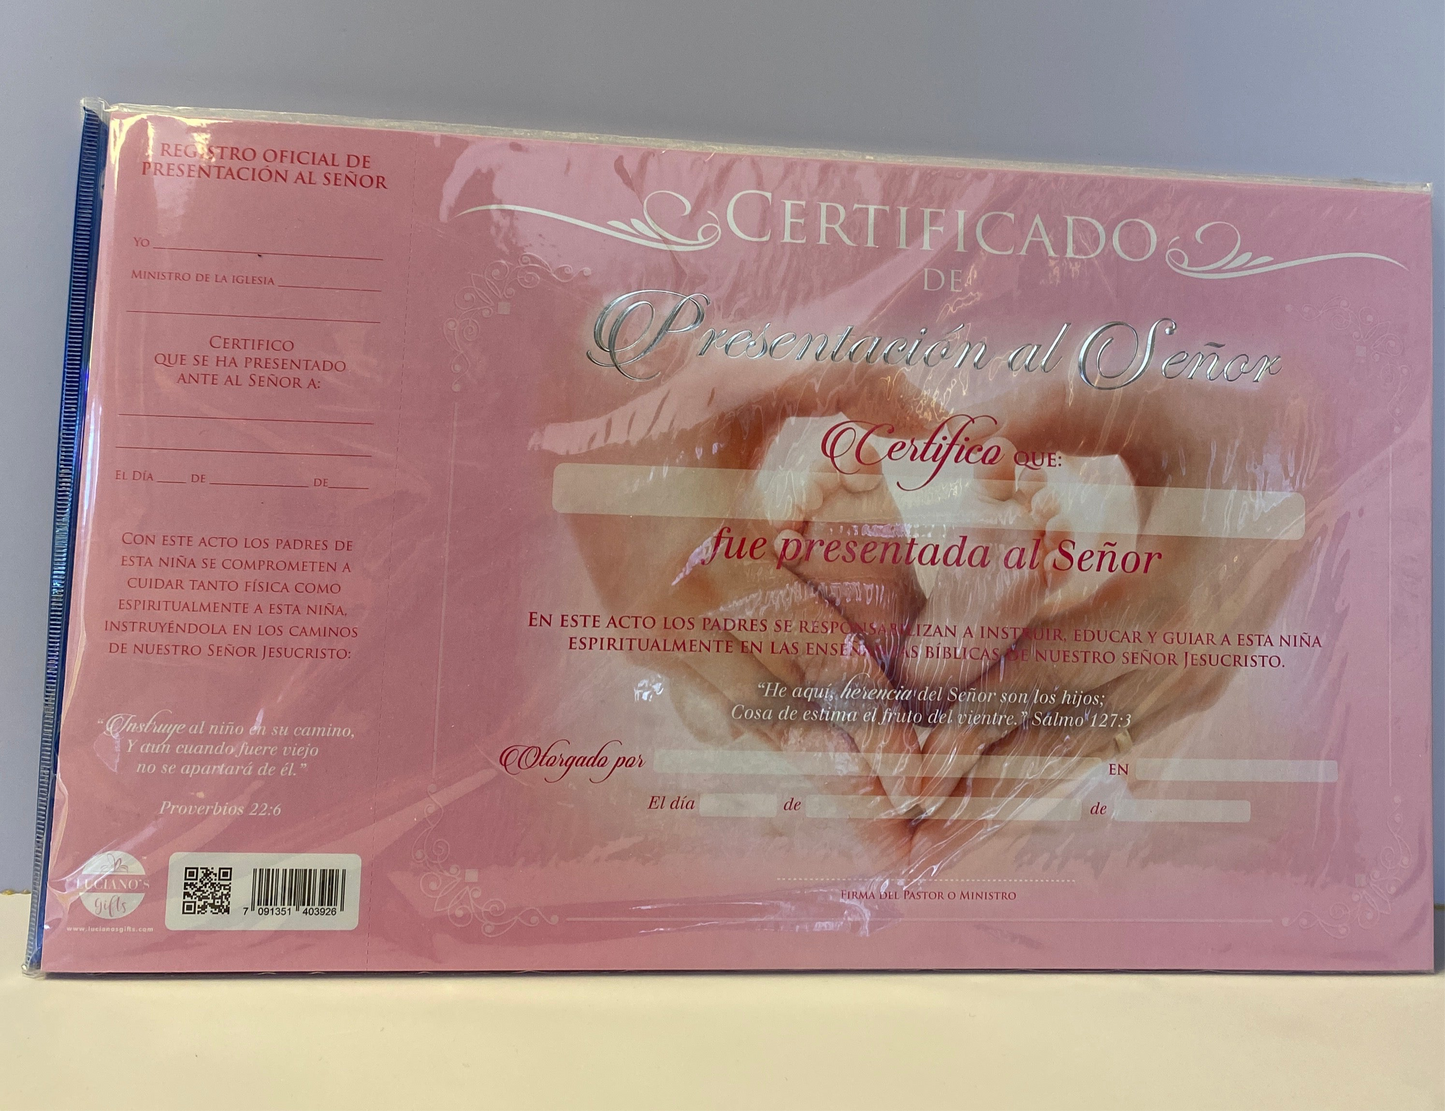 REGISTRO OFICIAL DE
PRESENTACIÓN AL SEÑOR
YO
MINISTRO DE LA IGLESIA
CERTIFICO
QUE SE HA PRESENTADO
ANTE AL SEÑOR A:
EL DÍA DE DE
CON ESTE ACTO LOS PADRES DE
ESTA NIÑA SE COMPROMETEN A
CUIDAR TANTO FÍSICA COMO
ESPIRITUALMENTE A ESTA NIÑA,
INSTRUYÉNDOLA EN LOS CAMINOS
DE NUESTRO SEÑOR JESUCRISTO:
“Instruye al niño en su camino,
Y aun cuando fuere viejo
no se apartará de él.”
Proverbios 22:6
LUCIANO'S
gifts
www.lucianosgifts.com
7 091351 403926
CERTIFICADO
DE
Presentación al Señor
Certifico QUE:
fue presentada al Señor
EN ESTE ACTO LOS PADRES SE RESPONSABILIZAN A INSTRUIR, EDUCAR Y GUIAR A ESTA NIÑA
ESPIRITUALMENTE EN LAS ENSEÑANZAS BÍBLICAS DE NUESTRO SEÑOR JESUCRISTO.
“He aquí, herencia del Señor son los hijos;
Cosa de estima el fruto del vientre.” Salmo 127:3
Otorgado por EN
El día de de
FIRMA DEL PASTOR O MINISTRO